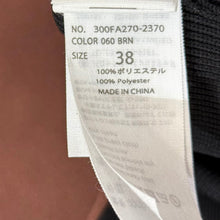 NO. 300FA270-2370
COLOR 060 BRN
SIZE 38
100%ポリエステル
100% Polyester
MADE IN CHINA